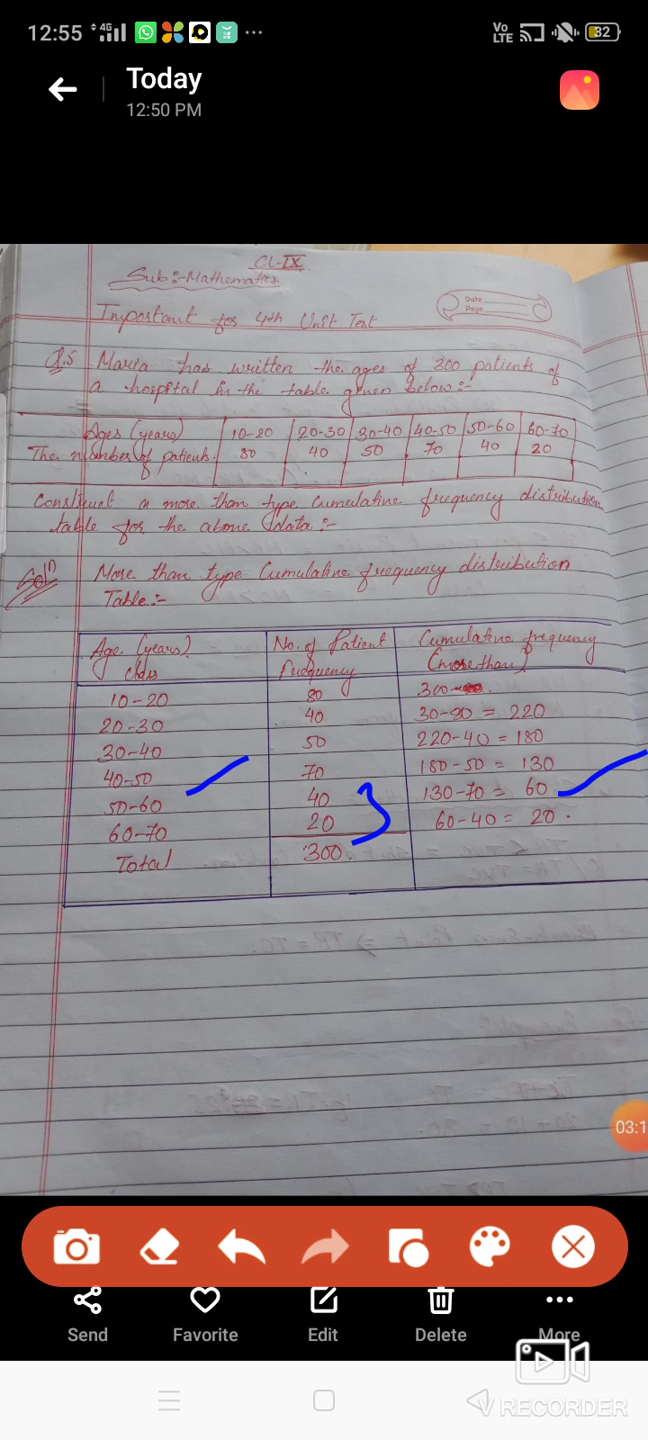 12:55 4G VoLTE 32
Today
12:50 PM
CL-IX
Sub:-Mathematics
Important for 4th Unit Test
Date
Page
Q.5 Maria has written the ages of 300 patients of
a hospital in the table given below:-
Ages (years) 10-20 20-30 30-40 40-50 50-60 60-70
The number of patients. 80 40 50 70 40 20
Construct a more than type cumulative frequency distribution
table for the above data:-
Soln More than type Cumulative frequency distribution
Table:-
Age (years) No. of Patient Cumulative frequency
Class Frequency (more than)
10-20 80 300
20-30 40 30-80 = 220
30-40 50 220-40 = 180
40-50 70 180-50 = 130
50-60 40 130-70 = 60
60-70 20 60-40 = 20.
Total 300.
03:1
Send Favorite Edit Delete More
RECORDER